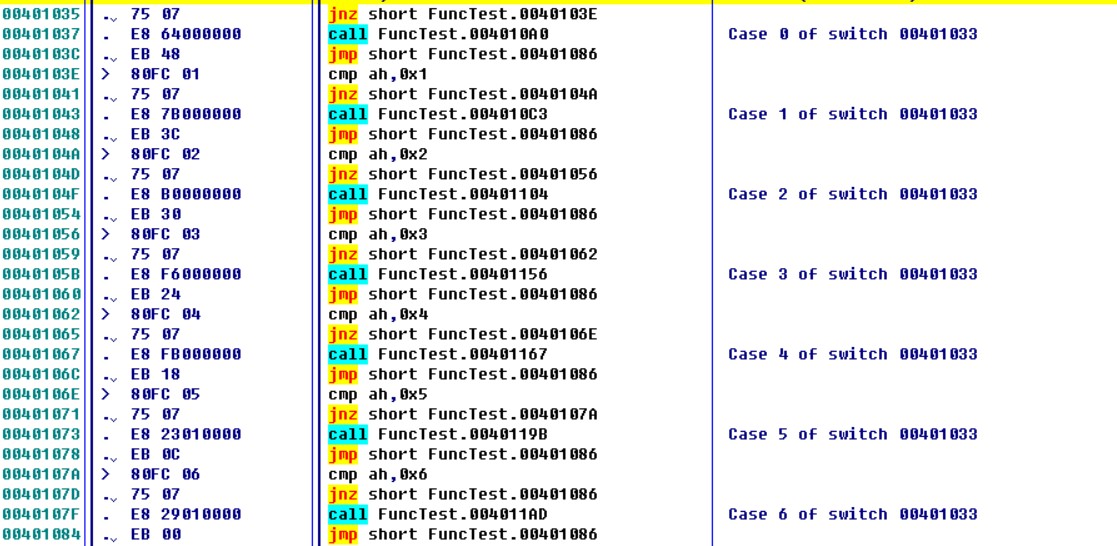 00401035 .⌄ 75 07 jnz short FuncTest.0040103E
00401037 . E8 64000000 call FuncTest.004010A0 Case 0 of switch 00401033
0040103C .⌄ EB 48 jmp short FuncTest.00401086
0040103E > 80FC 01 cmp ah,0x1
00401041 .⌄ 75 07 jnz short FuncTest.0040104A
00401043 . E8 7B000000 call FuncTest.004010C3 Case 1 of switch 00401033
00401048 .⌄ EB 3C jmp short FuncTest.00401086
0040104A > 80FC 02 cmp ah,0x2
0040104D .⌄ 75 07 jnz short FuncTest.00401056
0040104F . E8 B0000000 call FuncTest.00401104 Case 2 of switch 00401033
00401054 .⌄ EB 30 jmp short FuncTest.00401086
00401056 > 80FC 03 cmp ah,0x3
00401059 .⌄ 75 07 jnz short FuncTest.00401062
0040105B . E8 F6000000 call FuncTest.00401156 Case 3 of switch 00401033
00401060 .⌄ EB 24 jmp short FuncTest.00401086
00401062 > 80FC 04 cmp ah,0x4
00401065 .⌄ 75 07 jnz short FuncTest.0040106E
00401067 . E8 FB000000 call FuncTest.00401167 Case 4 of switch 00401033
0040106C .⌄ EB 18 jmp short FuncTest.00401086
0040106E > 80FC 05 cmp ah,0x5
00401071 .⌄ 75 07 jnz short FuncTest.0040107A
00401073 . E8 23010000 call FuncTest.0040119B Case 5 of switch 00401033
00401078 .⌄ EB 0C jmp short FuncTest.00401086
0040107A > 80FC 06 cmp ah,0x6
0040107D .⌄ 75 07 jnz short FuncTest.00401086
0040107F . E8 29010000 call FuncTest.004011AD Case 6 of switch 00401033
00401084 .⌄ EB 00 jmp short FuncTest.00401086